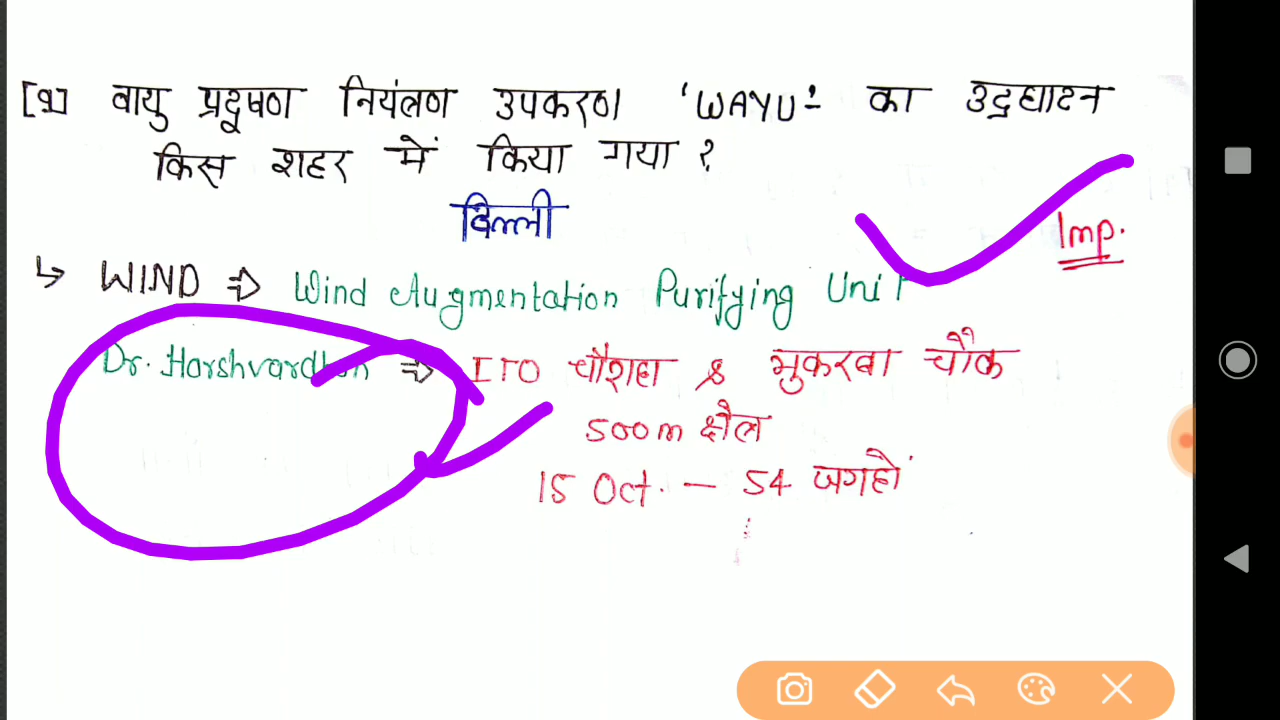 [9] वायु प्रदूषण नियंत्रण उपकरण 'WAYU' का उद्घाटन
किस शहर में किया गया ?
दिल्ली
Imp.
↳ WIND ⇒ Wind Augmentation Purifying Unit
Dr. Harshvardhan ⇒ ITO चौराहा & मुकरबा चौक
500m क्षेत्र
15 Oct. - 54 जगहों